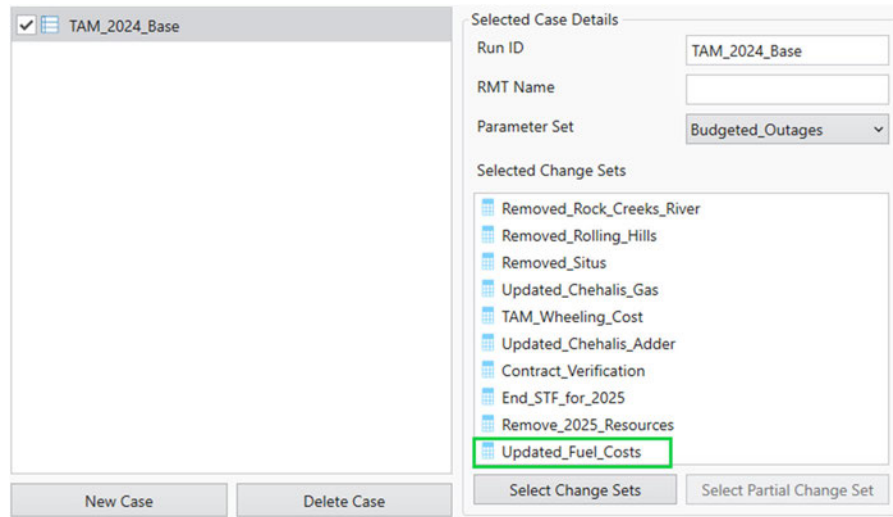 TAM_2024_Base
Selected Case Details
Run ID
TAM_2024_Base
RMT Name
Parameter Set
Budgeted_Outages
Selected Change Sets
Removed_Rock_Creeks_River
Removed_Rolling_Hills
Removed_Situs
Updated_Chehalis_Gas
TAM_Wheeling_Cost
Updated_Chehalis_Adder
Contract_Verification
End_STF_for_2025
Remove_2025_Resources
Updated_Fuel_Costs
New Case
Delete Case
Select Change Sets
Select Partial Change Set